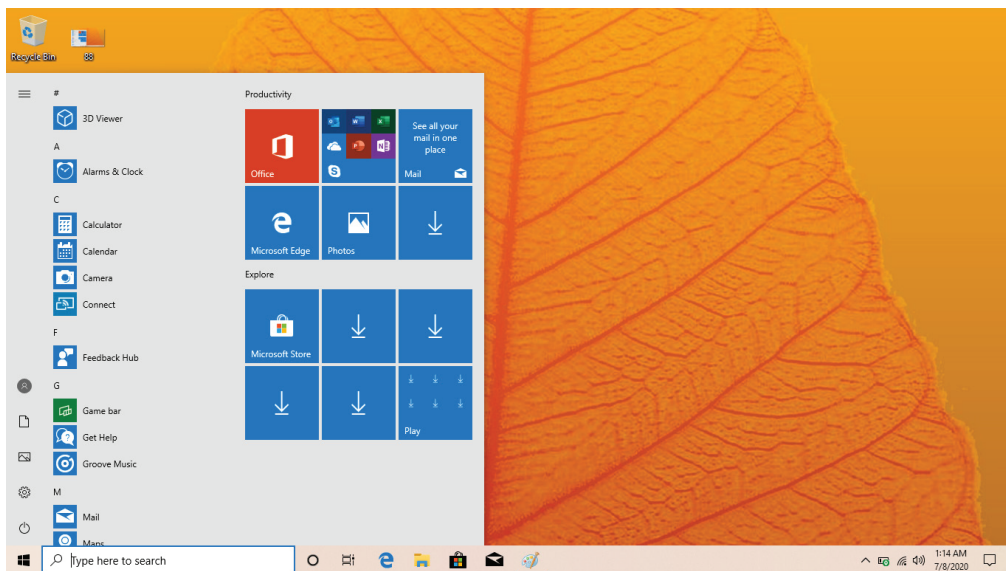 Recycle Bin
88
#
3D Viewer
A
Alarms & Clock
C
Calculator
Calendar
Camera
Connect
F
Feedback Hub
G
Game bar
Get Help
Groove Music
M
Mail
Maps
Productivity
Office
See all your
mail in one
place
Mail
Microsoft Edge
Photos
Explore
Microsoft Store
Play
Type here to search
1:14 AM
7/8/2020